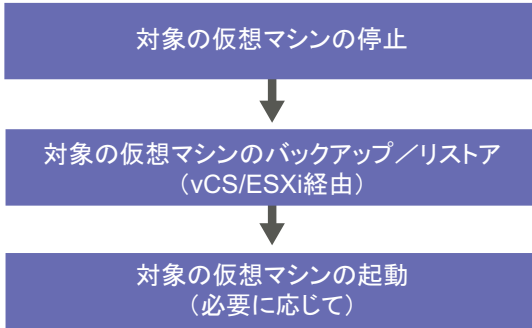 対象の仮想マシンの停止
対象の仮想マシンのバックアップ／リストア
（vCS/ESXi経由）
対象の仮想マシンの起動
（必要に応じて）